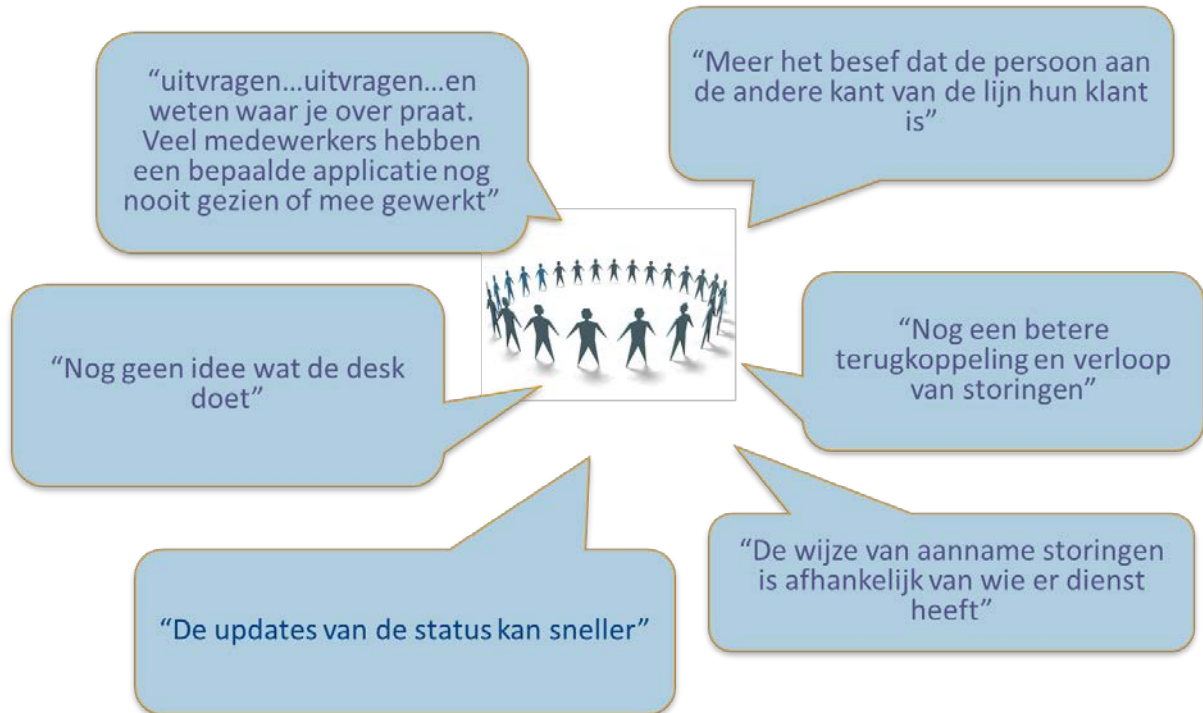 “uitvragen...uitvragen...en
weten waar je over praat.
Veel medewerkers hebben
een bepaalde applicatie nog
nooit gezien of mee gewerkt”
“Meer het besef dat de persoon aan
de andere kant van de lijn hun klant
is”
“Nog geen idee wat de desk
doet”
“Nog een betere
terugkoppeling en verloop
van storingen”
“De updates van de status kan sneller”
“De wijze van aanname storingen
is afhankelijk van wie er dienst
heeft”